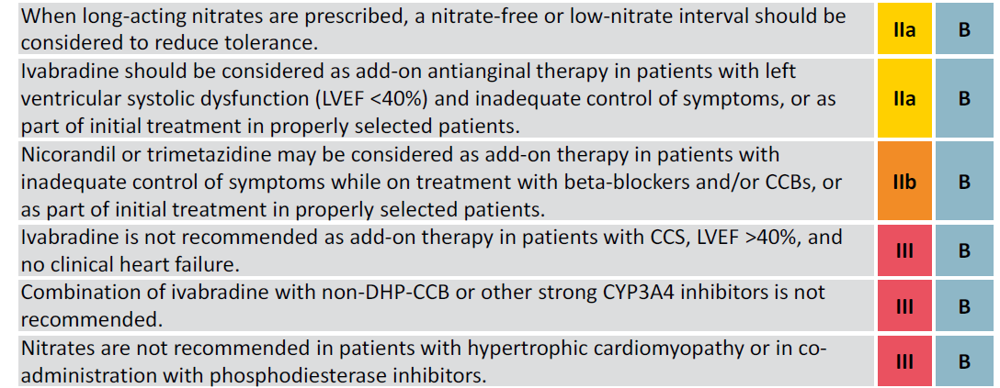 When long-acting nitrates are prescribed, a nitrate-free or low-nitrate interval should be
considered to reduce tolerance.
IIa
B
Ivabradine should be considered as add-on antianginal therapy in patients with left
ventricular systolic dysfunction (LVEF <40%) and inadequate control of symptoms, or as
part of initial treatment in properly selected patients.
IIa
B
Nicorandil or trimetazidine may be considered as add-on therapy in patients with
inadequate control of symptoms while on treatment with beta-blockers and/or CCBs, or
as part of initial treatment in properly selected patients.
IIb
B
Ivabradine is not recommended as add-on therapy in patients with CCS, LVEF >40%, and
no clinical heart failure.
III
B
Combination of ivabradine with non-DHP-CCB or other strong CYP3A4 inhibitors is not
recommended.
III
B
Nitrates are not recommended in patients with hypertrophic cardiomyopathy or in co-
administration with phosphodiesterase inhibitors.
III
B